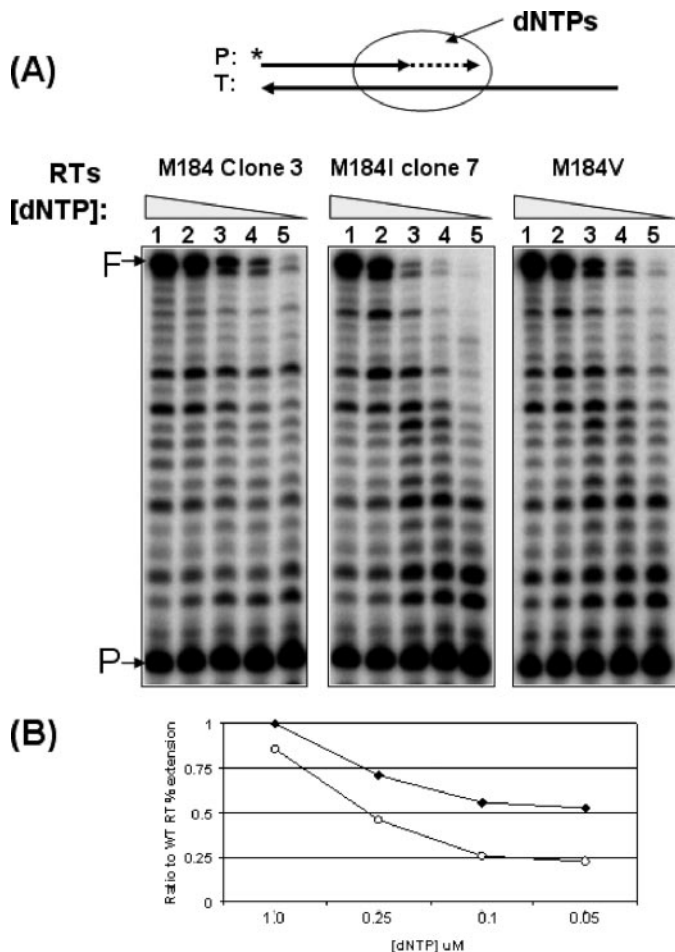 dNTPs
(A)
P: *
T:
RTs M184 Clone 3 M184I clone 7 M184V
[dNTP]:
1 2 3 4 5 1 2 3 4 5 1 2 3 4 5
F
P
(B)
1
0.75
0.5
0.25
0
Ratio to WT RT % extension
1.0 0.25 0.1 0.05
[dNTP] uM